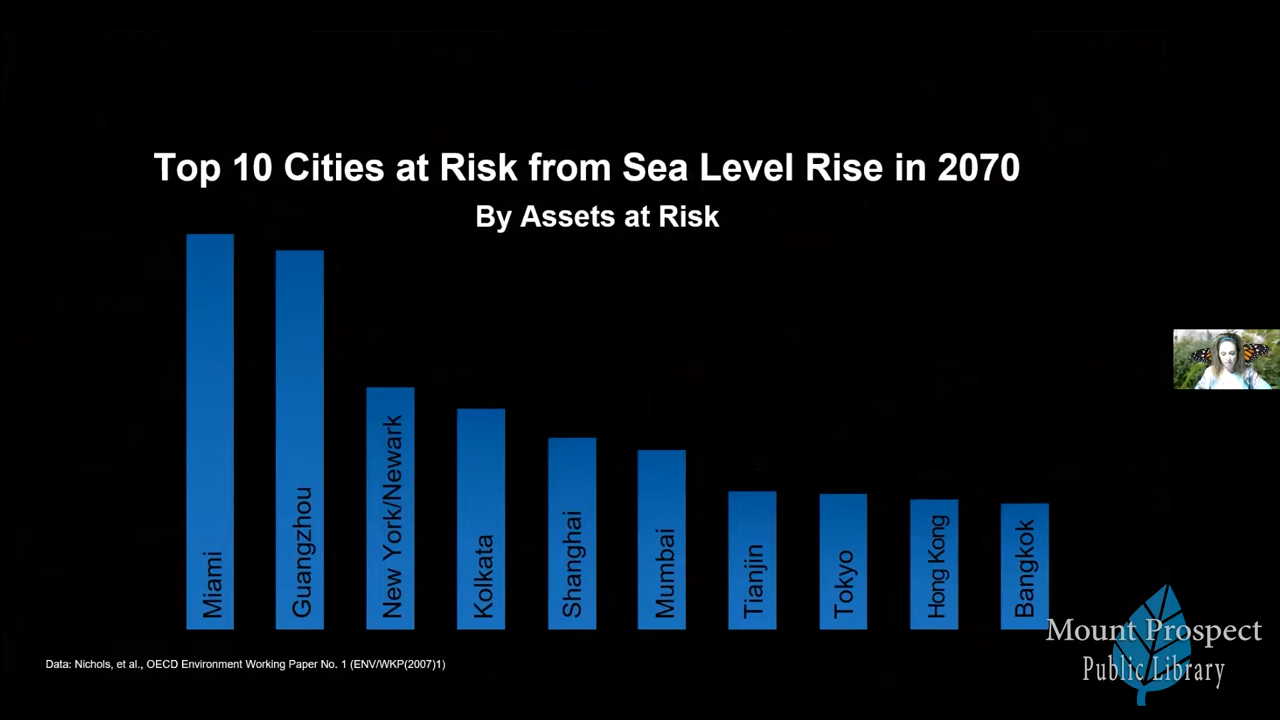 Top 10 Cities at Risk from Sea Level Rise in 2070
By Assets at Risk
Miami
Guangzhou
New York/Newark
Kolkata
Shanghai
Mumbai
Tianjin
Tokyo
Hong Kong
Bangkok
Data: Nichols, et al., OECD Environment Working Paper No. 1 (ENV/WKP(2007)1)
Mount Prospect
Public Library